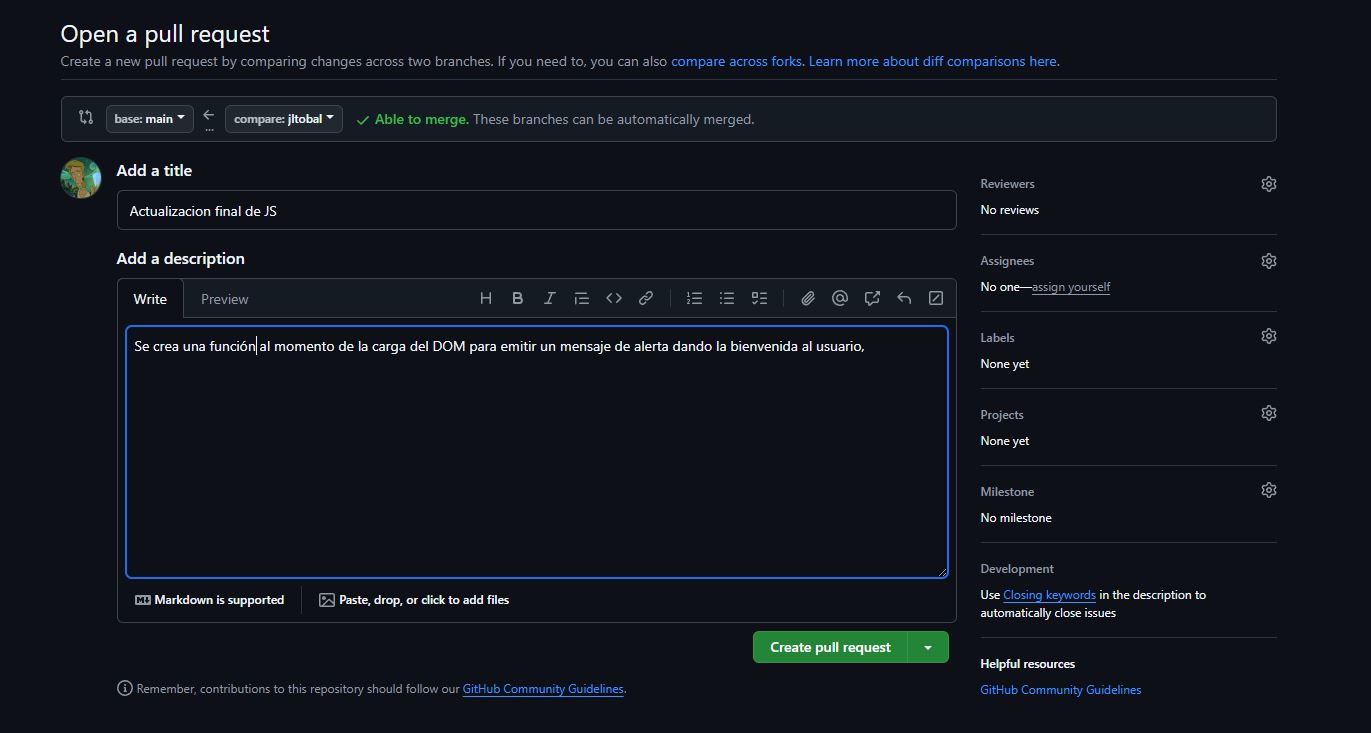 Open a pull request
Create a new pull request by comparing changes across two branches. If you need to, you can also compare across forks. Learn more about diff comparisons here.
base: main
...
compare: jltobal
Able to merge. These branches can be automatically merged.
Add a title
Actualizacion final de JS
Add a description
Write Preview
Se crea una función al momento de la carga del DOM para emitir un mensaje de alerta dando la bienvenida al usuario,
Markdown is supported
Paste, drop, or click to add files
Create pull request
Remember, contributions to this repository should follow our GitHub Community Guidelines.
Reviewers
No reviews
Assignees
No one—assign yourself
Labels
None yet
Projects
None yet
Milestone
No milestone
Development
Use Closing keywords in the description to
automatically close issues
Helpful resources
GitHub Community Guidelines